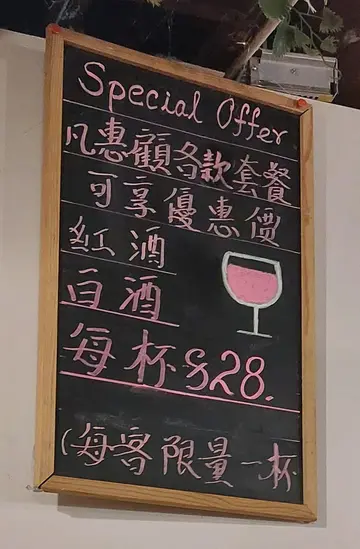 Special Offer
凡惠顧各款套餐
可享優惠價
紅酒
白酒
每杯$28.
(每客限量一杯